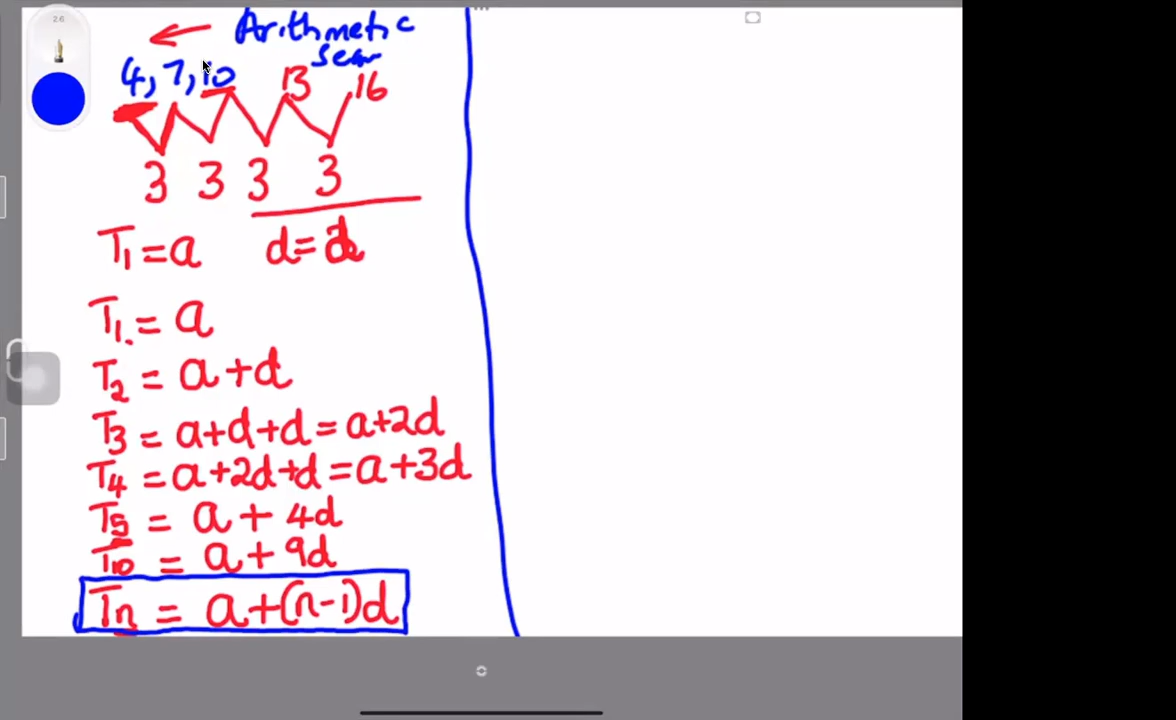 Arithmetic
4, 7, 10 13 16
3 3 3 3
T1 = a d =
T1. = a
T2 = a+d
T3 = a+d+d = a+2d
T4 = a+2d+d = a+3d
T5 = a + 4d
T10 = a + 9d
Tn = a+(n-1)d